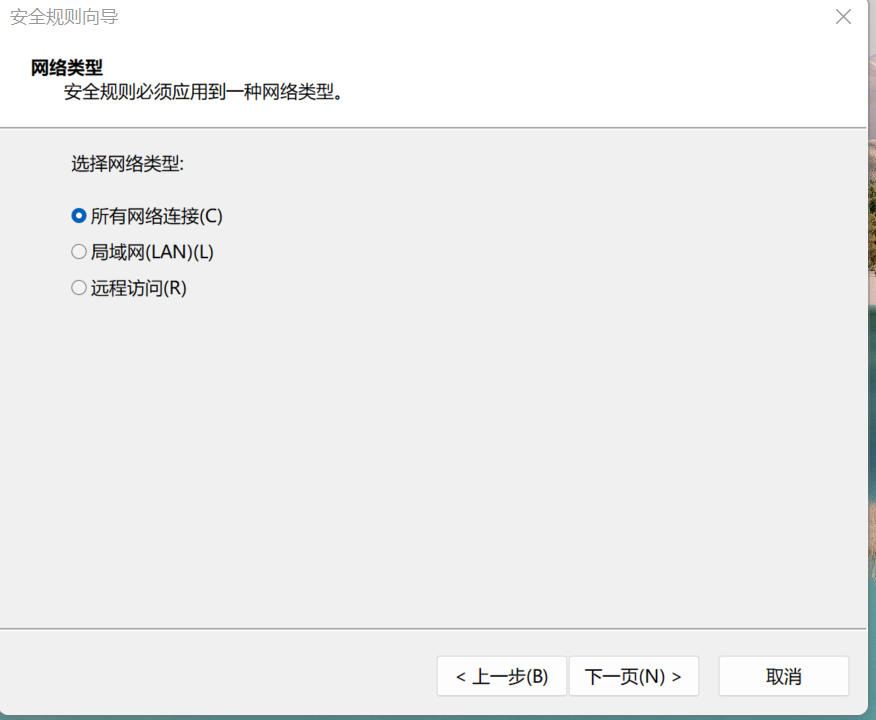 安全规则向导
网络类型
安全规则必须应用到一种网络类型。
选择网络类型:
所有网络连接(C)
局域网(LAN)(L)
远程访问(R)
< 上一步(B) 下一页(N) > 取消